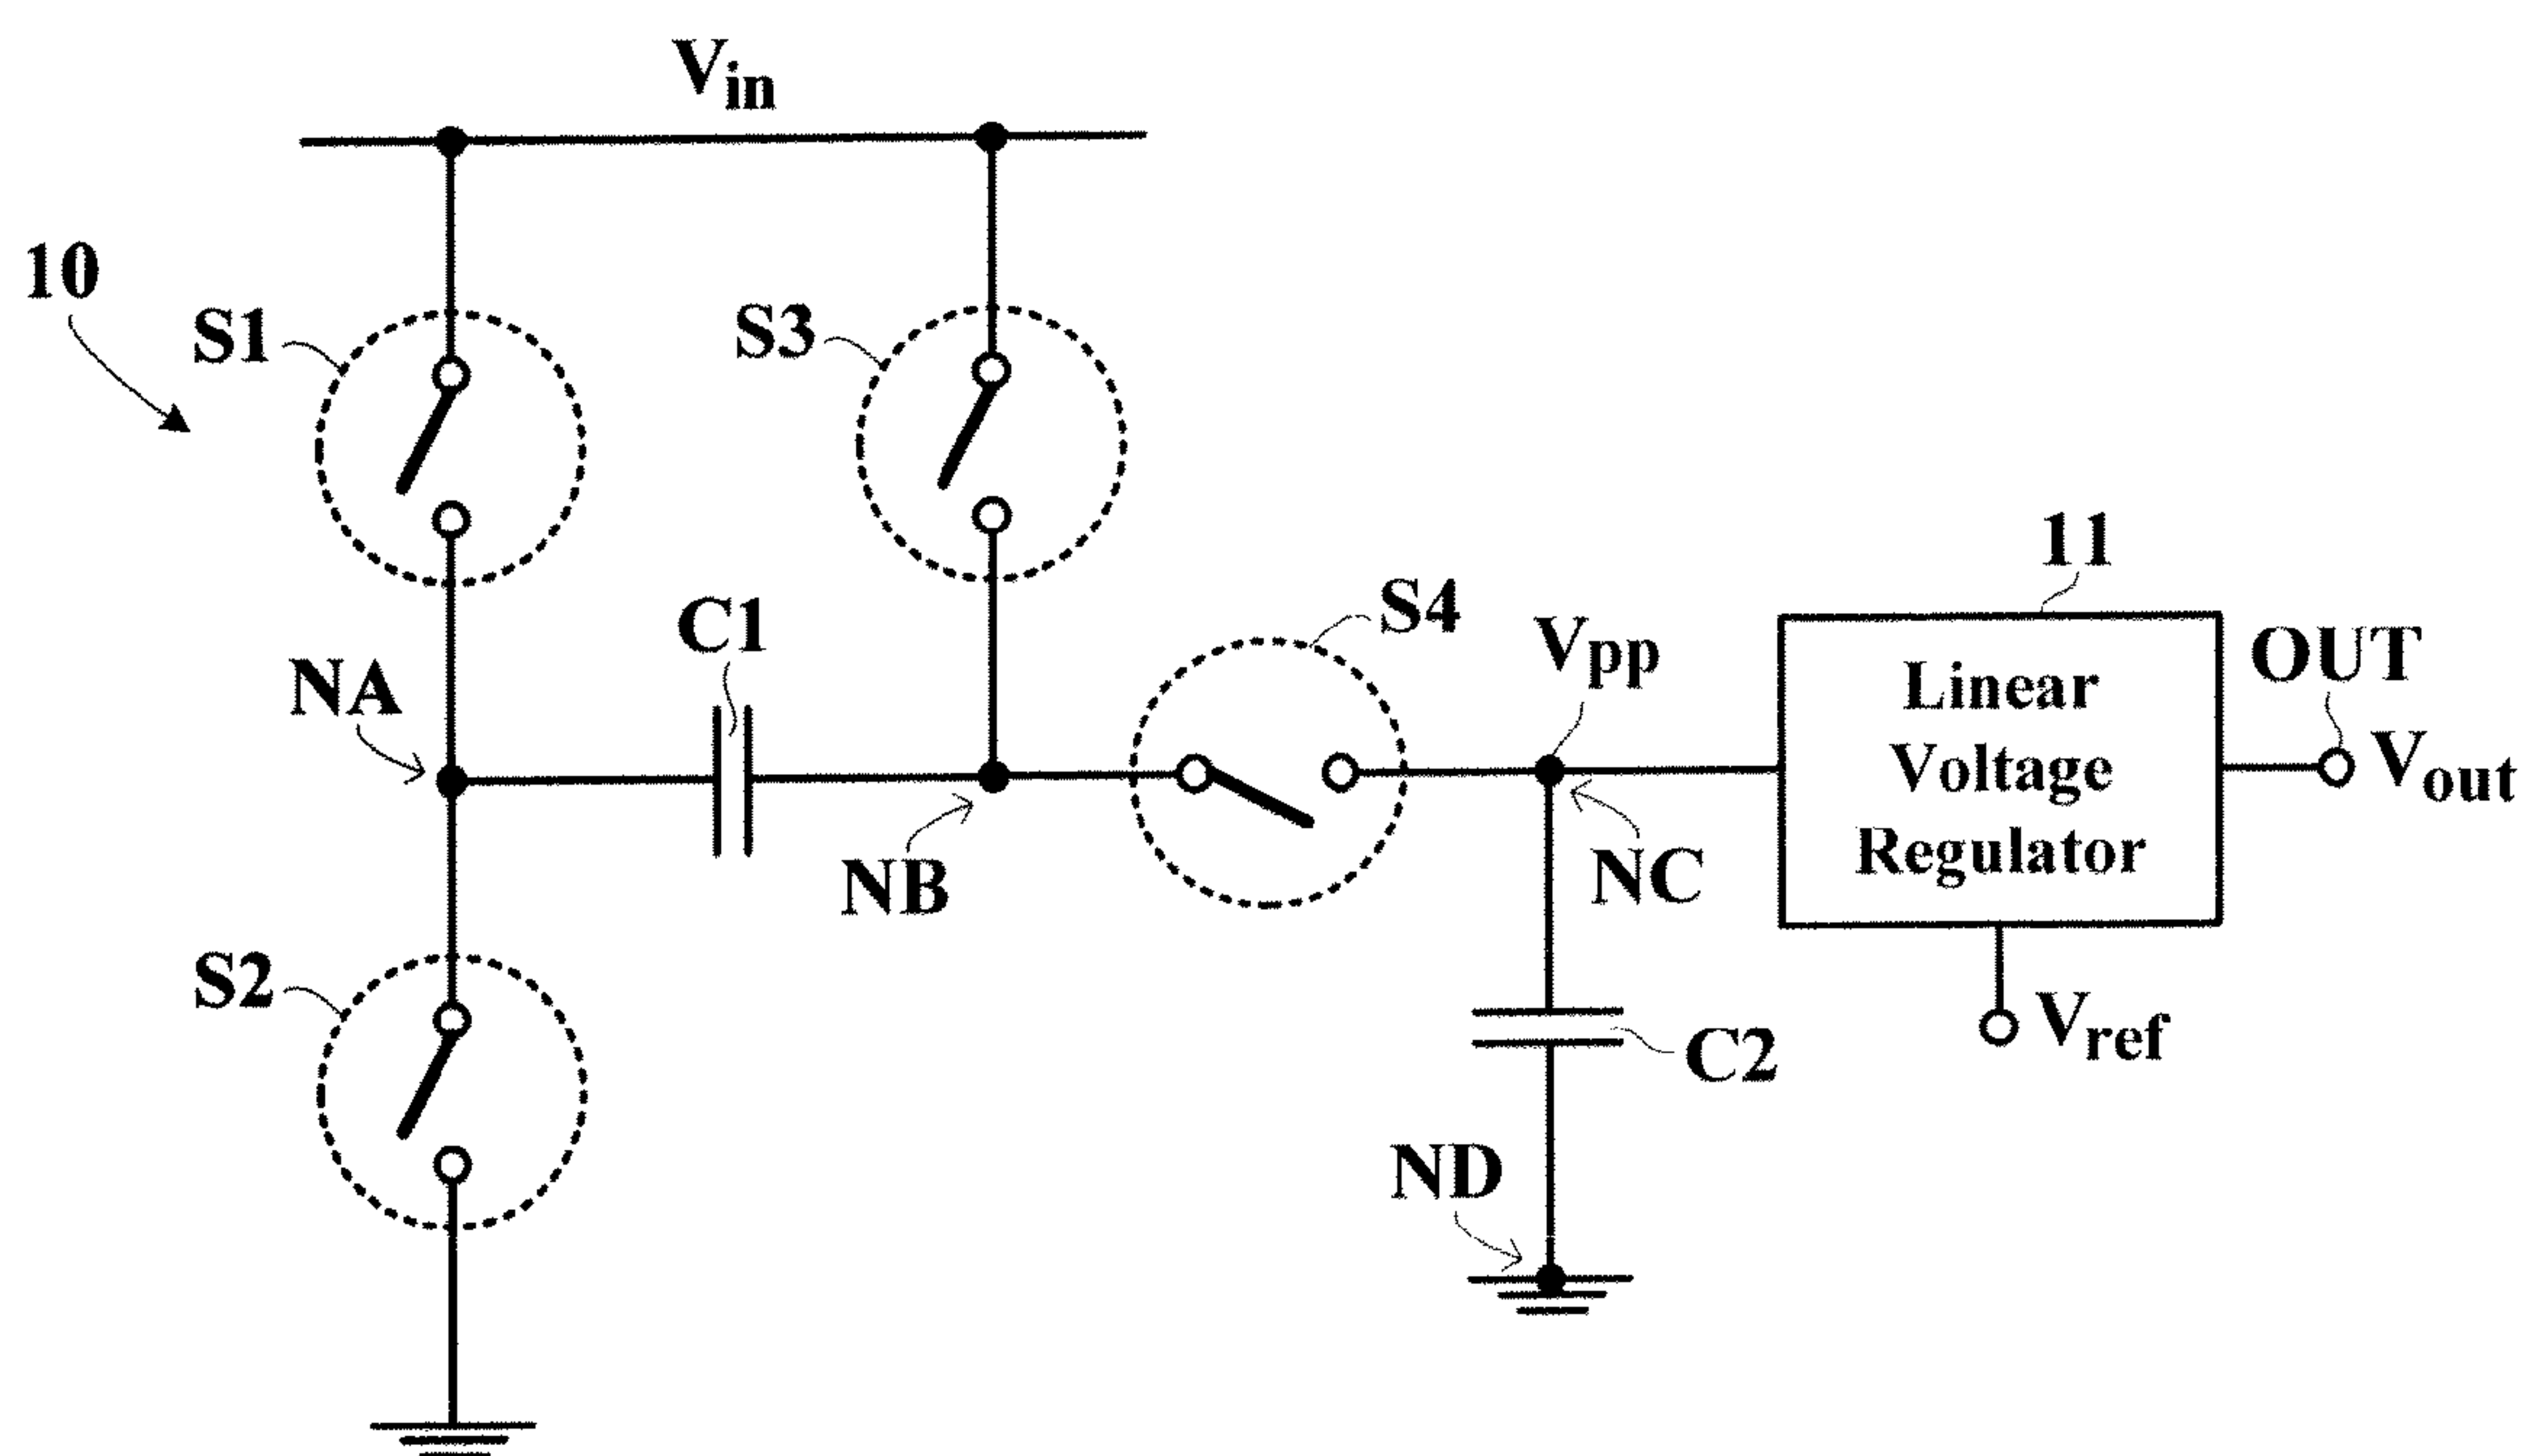 Vin
10
S1
S3
11
S4
C1
Vpp
OUT
NA
Linear
Voltage
Regulator
Vout
NB
NC
S2
Vref
C2
ND